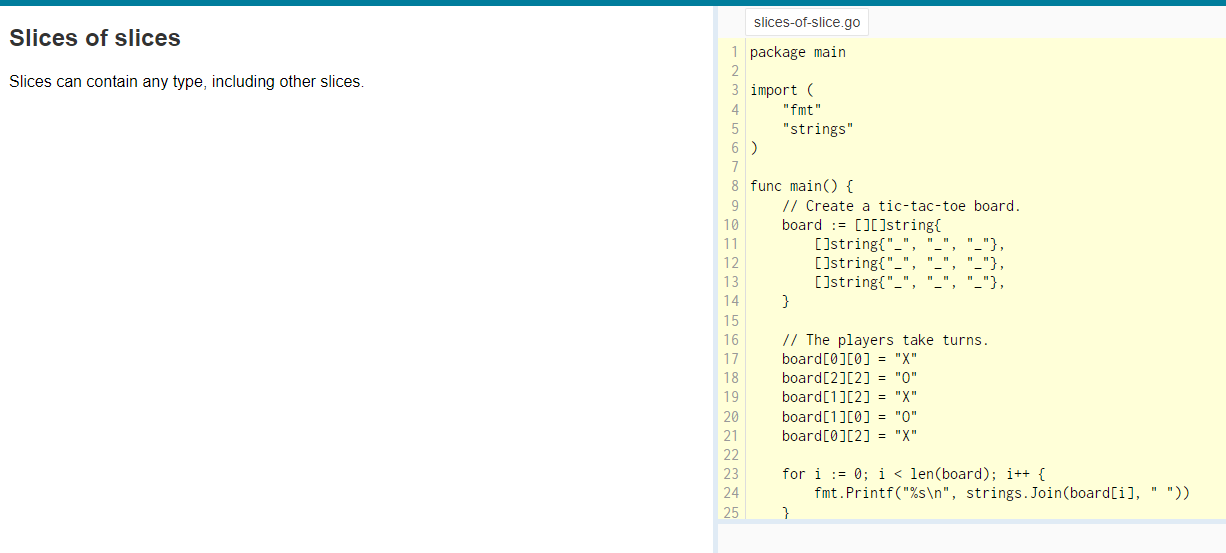 Slices of slices
Slices can contain any type, including other slices.
slices-of-slice.go
1 package main
2
3 import (
4     "fmt"
5     "strings"
6 )
7
8 func main() {
9     // Create a tic-tac-toe board.
10     board := [][]string{
11         []string{"_", "_", "_"},
12         []string{"_", "_", "_"},
13         []string{"_", "_", "_"},
14     }
15
16     // The players take turns.
17     board[0][0] = "X"
18     board[2][2] = "O"
19     board[1][2] = "X"
20     board[1][0] = "O"
21     board[0][2] = "X"
22
23     for i := 0; i < len(board); i++ {
24         fmt.Printf("%s\n", strings.Join(board[i], " "))
25     }